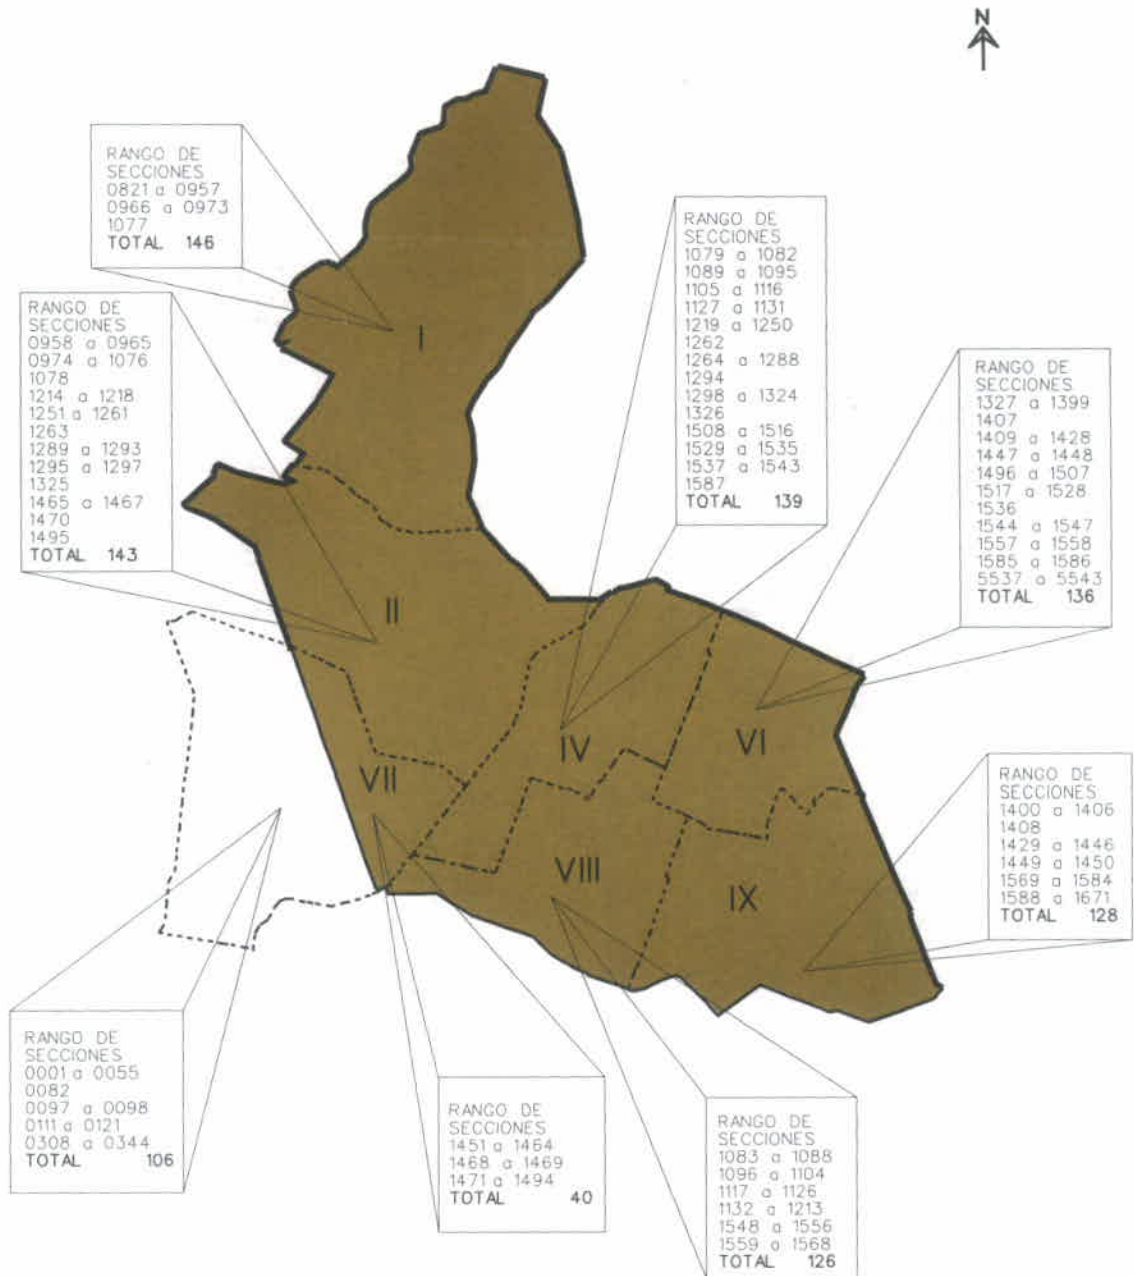 N
RANGO DE
SECCIONES
0821 a 0957
0966 a 0973
1077
TOTAL 146
RANGO DE
SECCIONES
0958 a 0965
0974 a 1076
1078
1214 a 1218
1251 a 1261
1263
1289 a 1293
1295 a 1297
1325
1465 a 1467
1470
1495
TOTAL 143
RANGO DE
SECCIONES
1079 a 1082
1089 a 1095
1105 a 1116
1127 a 1131
1219 a 1250
1262
1264 a 1288
1294
1298 a 1324
1326
1508 a 1516
1529 a 1535
1537 a 1543
1587
TOTAL 139
RANGO DE
SECCIONES
1327 a 1399
1407
1409 a 1428
1447 a 1448
1496 a 1507
1517 a 1528
1536
1544 a 1547
1557 a 1558
1585 a 1586
5537 a 5543
TOTAL 136
I
II
IV
VI
VII
VIII
IX
RANGO DE
SECCIONES
1400 a 1406
1408
1429 a 1446
1449 a 1450
1569 a 1584
1588 a 1671
TOTAL 128
RANGO DE
SECCIONES
0001 a 0055
0082
0097 a 0098
0111 a 0121
0308 a 0344
TOTAL 106
RANGO DE
SECCIONES
1451 a 1464
1468 a 1469
1471 a 1494
TOTAL 40
RANGO DE
SECCIONES
1083 a 1088
1096 a 1104
1117 a 1126
1132 a 1213
1548 a 1556
1559 a 1568
TOTAL 126